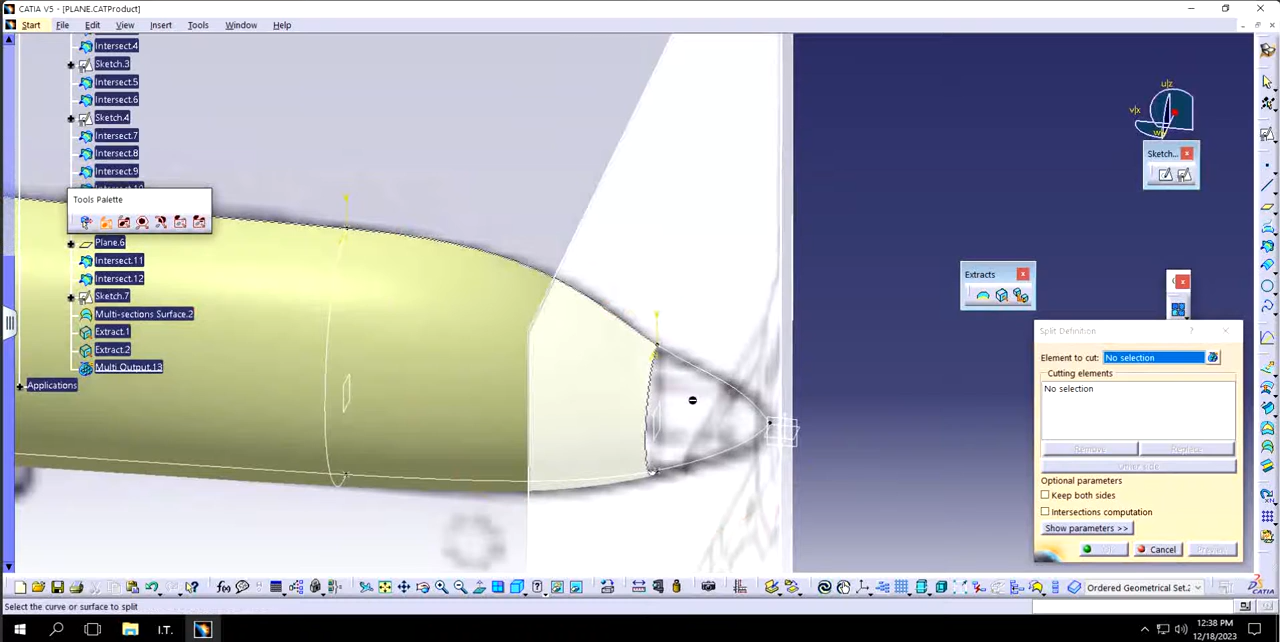 CATIA V5 - [PLANE.CATProduct]
Start File Edit View Insert Tools Window Help
Intersect.4
Sketch.3
Intersect.5
Intersect.6
Sketch.4
Intersect.7
Intersect.8
Intersect.9
Tools Palette
Plane.6
Intersect.11
Intersect.12
Sketch.7
Multi-sections Surface.2
Extract.1
Extract.2
Multi Output.13
Applications
u|z
v|x
Sketch...
Extracts
Split Definition
Element to cut: No selection
Cutting elements
No selection
Remove Replace
Other side
Optional parameters
Keep both sides
Intersections computation
Show parameters >>
Cancel Preview
Ordered Geometrical Set.
Select the curve or surface to split
I.T.
12:38 PM
12/18/2023